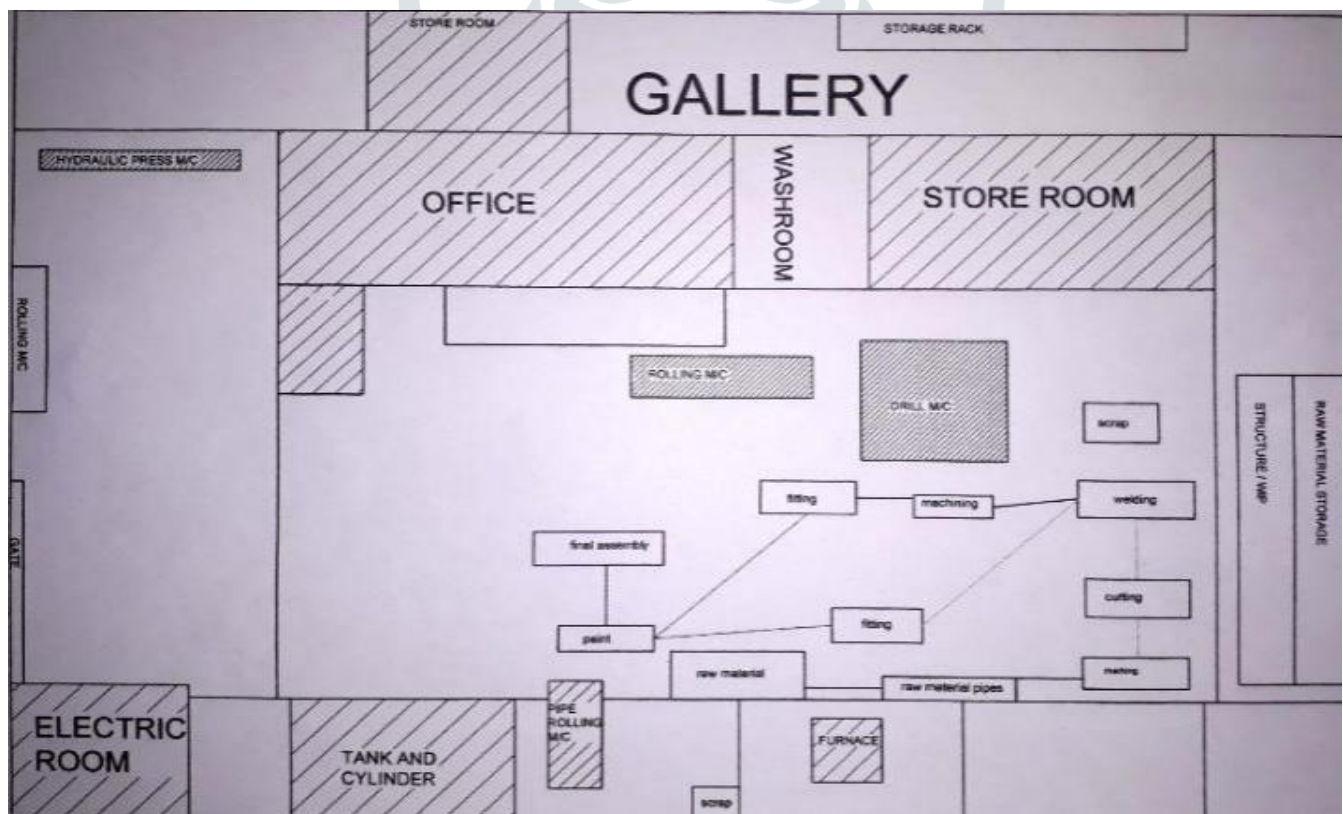 STORE ROOM
STORAGE RACK
GALLERY
HYDRAULIC PRESS M/C
OFFICE
WASHROOM
STORE ROOM
ROLLING M/C
ROLLING M/C
DRILL M/C
scrap
STRUCTURE / WIP
RAW MATERIAL STORAGE
fitting
machining
welding
GATE
final assembly
cutting
paint
fitting
raw material
raw material pipes
ELECTRIC
ROOM
TANK AND
CYLINDER
PIPE
ROLLING
M/C
FURNACE
scrap